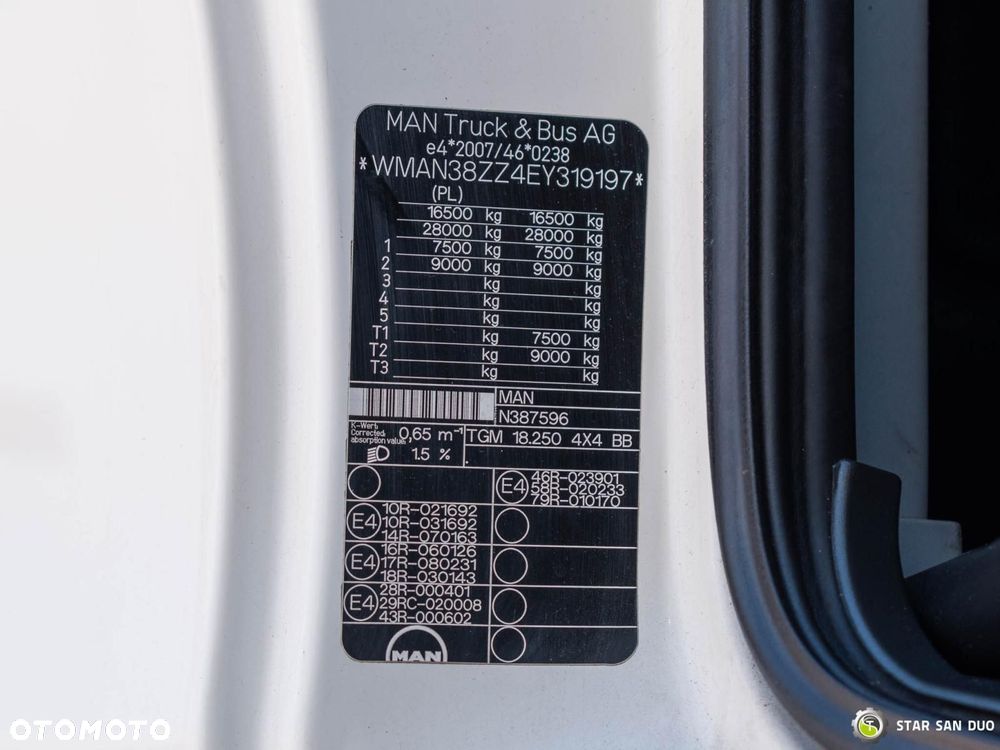 MAN Truck & Bus AG
e4*2007/46*0238
*WMAN38ZZ4EY319197*
(PL)
16500 kg 16500 kg
28000 kg 28000 kg
1 7500 kg 7500 kg
2 9000 kg 9000 kg
3 kg kg
4 kg kg
5 kg kg
T1 kg 7500 kg
T2 kg 9000 kg
T3 kg kg
MAN
N387596
K-Wert:
Corrected
absorption value:
0,65 m⁻¹
1.5 %
TGM 18.250 4X4 BB
E4 46R-023901
58R-020233
79R-010170
E4 10R-021692
10R-031692
14R-070163
E4 16R-060126
17R-080231
18R-030143
E4 28R-000401
29RC-020008
43R-000602
MAN
OTOMOTO
STAR SAN DUO